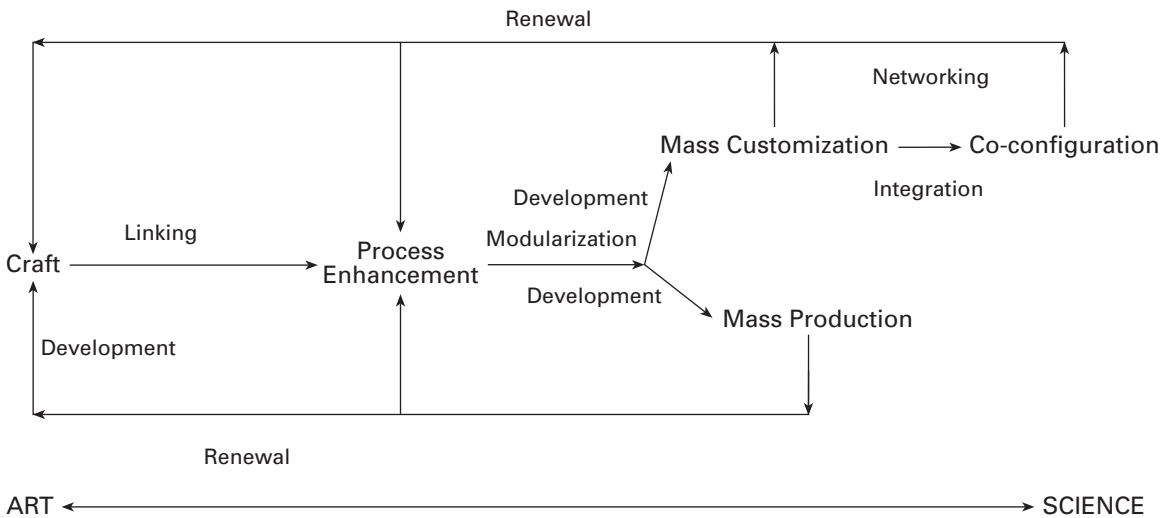 Renewal
Networking
Mass Customization
Co-configuration
Development
Integration
Linking
Modularization
Craft
Process
Enhancement
Development
Mass Production
Development
Renewal
ART
SCIENCE